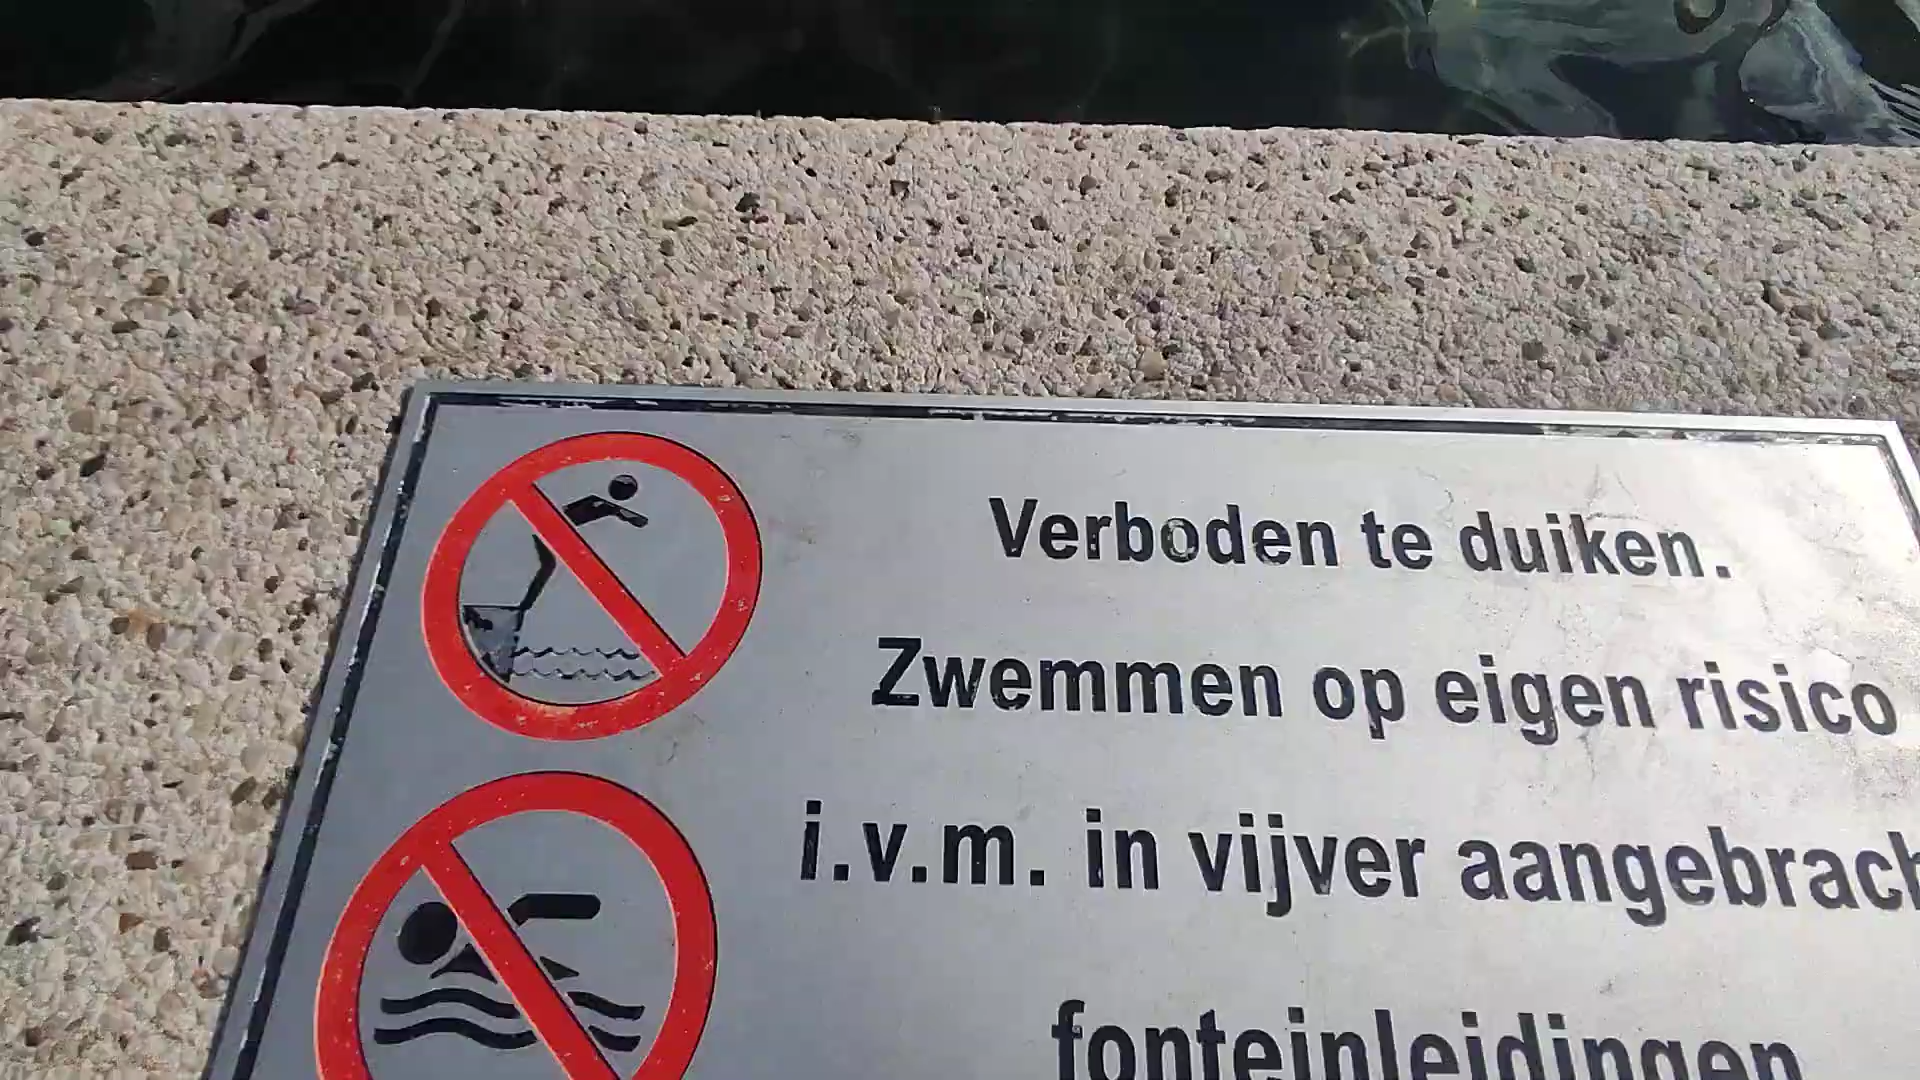 Verboden te duiken.
Zwemmen op eigen risico
i.v.m. in vijver aangebrach
fonteinleidingen